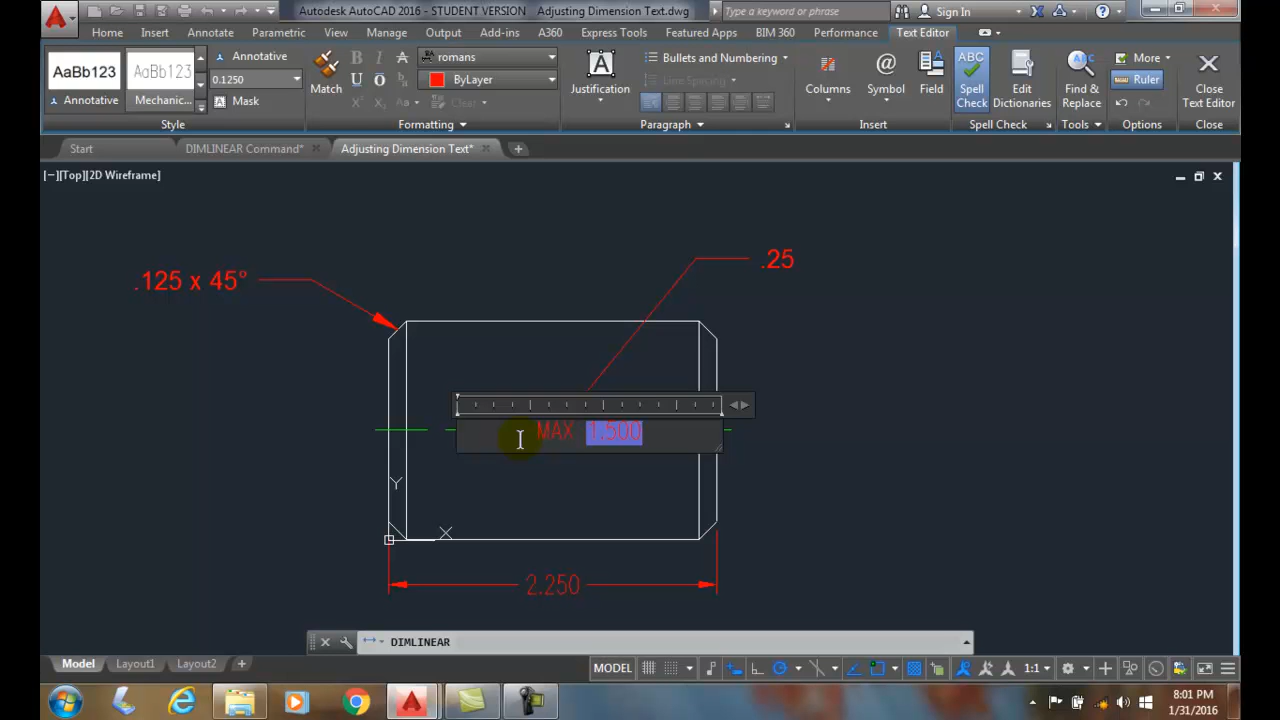 Autodesk AutoCAD 2016 - STUDENT VERSION Adjusting Dimension Text.dwg
Type a keyword or phrase
Sign In
Home Insert Annotate Parametric View Manage Output Add-ins A360 Express Tools Featured Apps BIM 360 Performance Text Editor
AaBb123 AaBb123 Annotative
0.1250
Annotative Mechanic... Mask
Style
Match
B I A romans
U O ByLayer
Aa Clear
Formatting
Justification
Bullets and Numbering
Line Spacing
Paragraph
Columns Symbol Field
Insert
ABC
Spell Check
Edit Dictionaries
Spell Check
Find & Replace
Tools
More
Ruler
Options
Close Text Editor
Close
Start DIMLINEAR Command* Adjusting Dimension Text*
[−][Top][2D Wireframe]
.25
.125 x 45°
MAX 1.500
Y
X
2.250
DIMLINEAR
Model Layout1 Layout2 +
MODEL 1:1
8:01 PM
1/31/2016